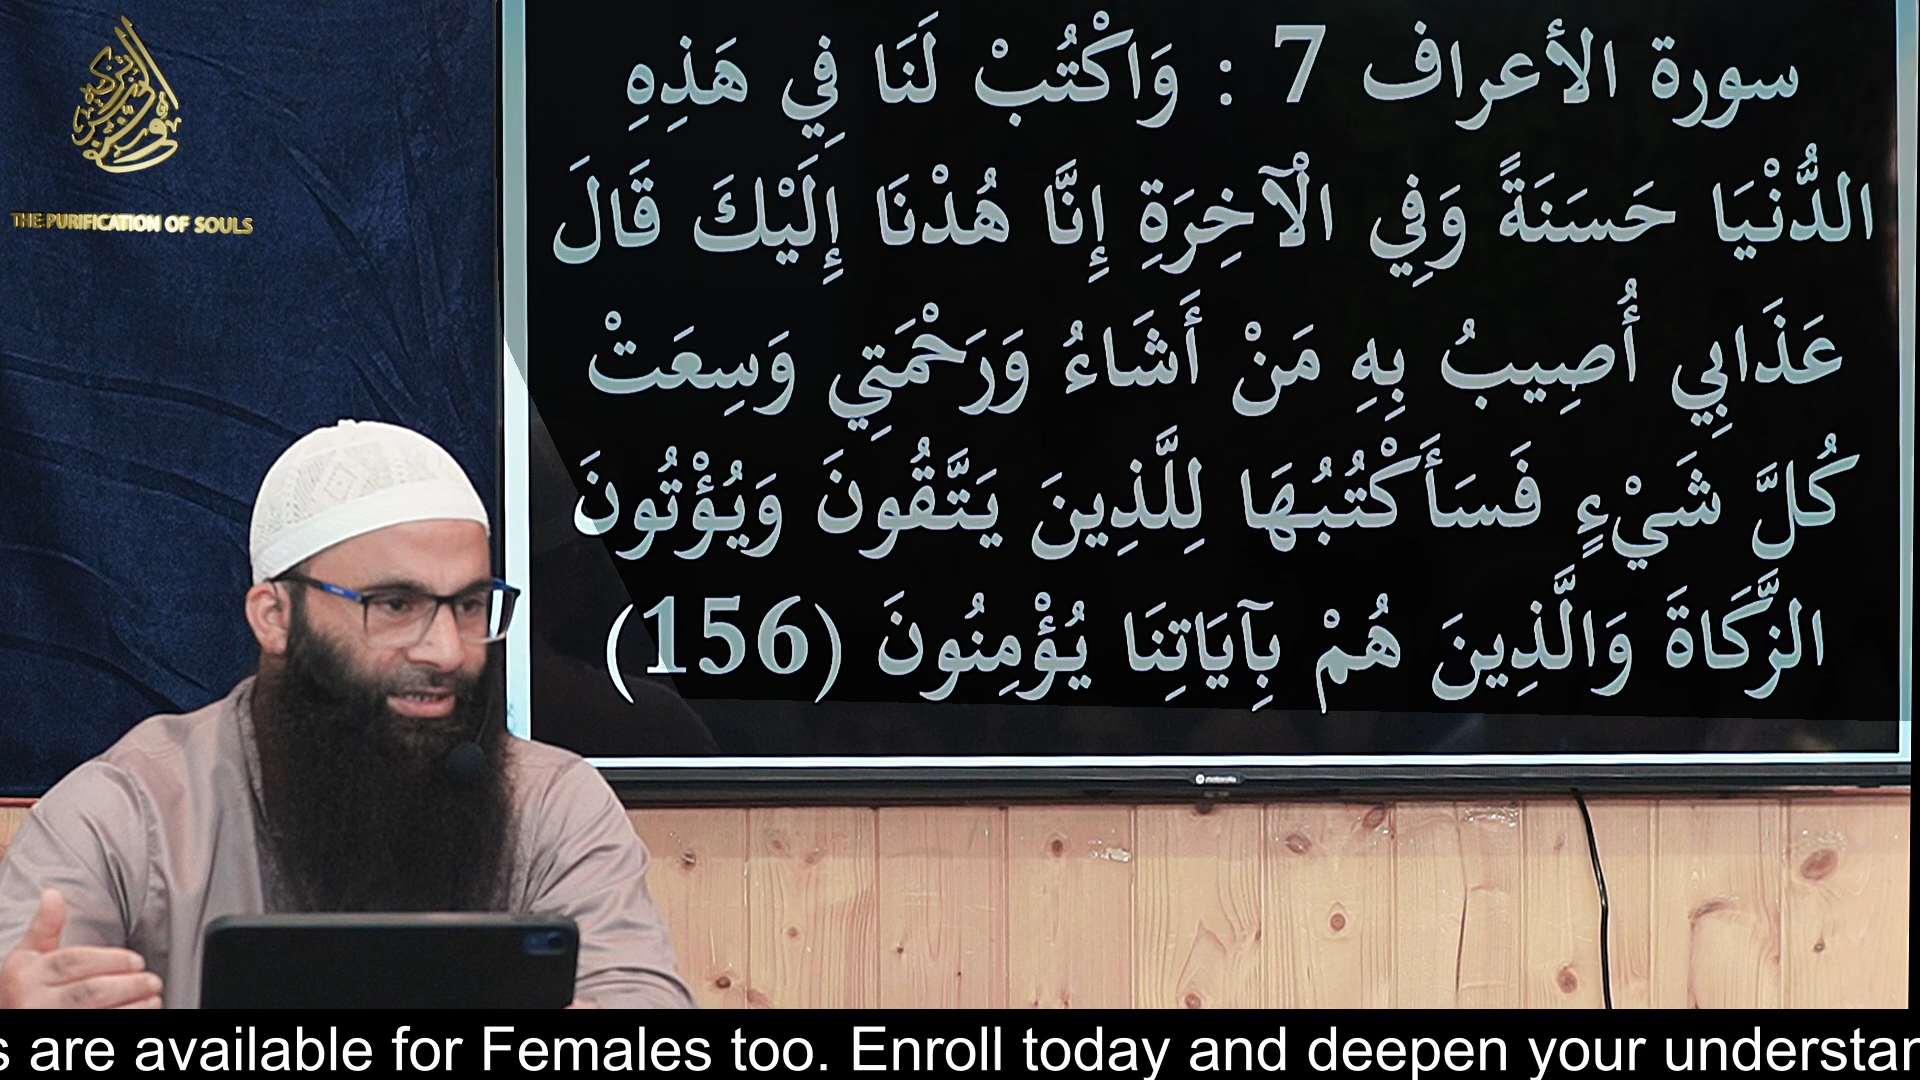 سورة الأعراف 7 : وَاكْتُبْ لَنَا فِي هَذِهِ
الدُّنْيَا حَسَنَةً وَفِي الْآخِرَةِ إِنَّا هُدْنَا إِلَيْكَ قَالَ
عَذَابِي أُصِيبُ بِهِ مَنْ أَشَاءُ وَرَحْمَتِي وَسِعَتْ
كُلَّ شَيْءٍ فَسَأَكْتُبُهَا لِلَّذِينَ يَتَّقُونَ وَيُؤْتُونَ
الزَّكَاةَ وَالَّذِينَ هُمْ بِآيَاتِنَا يُؤْمِنُونَ (156)
THE PURIFICATION OF SOULS
s are available for Females too. Enroll today and deepen your understan